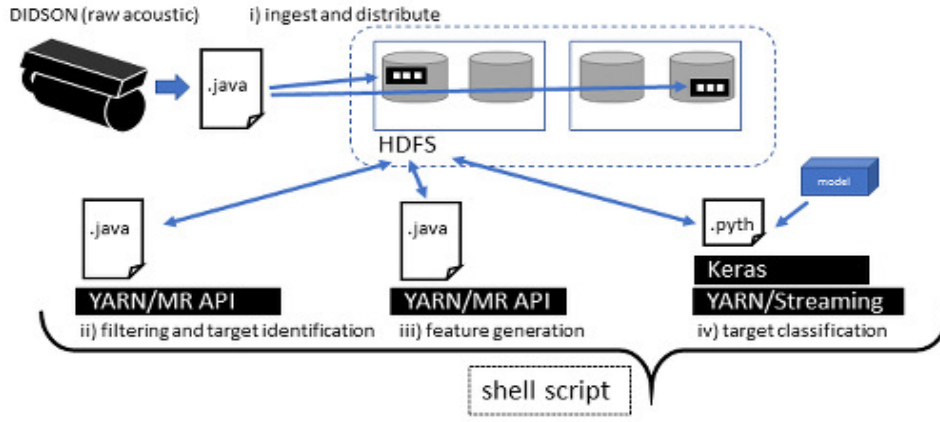 DIDSON (raw acoustic)
i) ingest and distribute
.java
HDFS
model
.java
.java
.pyth
Keras
YARN/MR API
YARN/MR API
YARN/Streaming
ii) filtering and target identification
iii) feature generation
iv) target classification
shell script